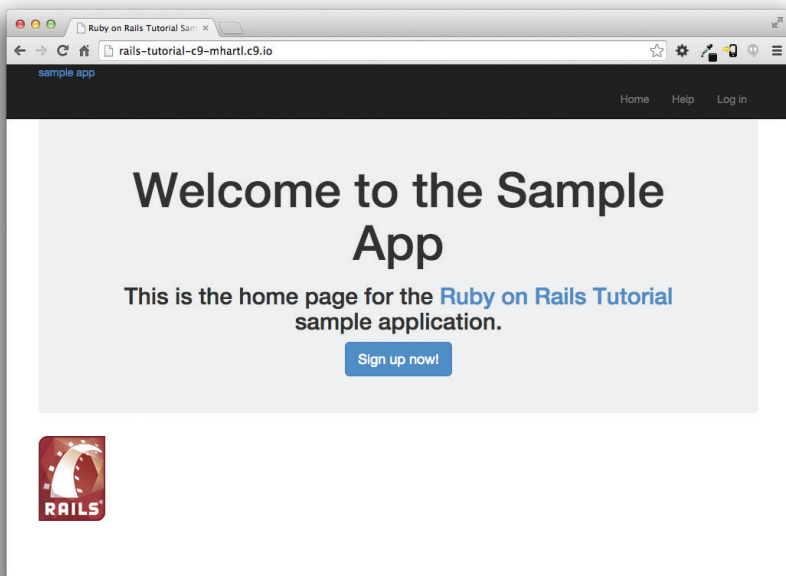 Ruby on Rails Tutorial Sam
rails-tutorial-c9-mhartl.c9.io
sample app
Home Help Log in
Welcome to the Sample
App
This is the home page for the Ruby on Rails Tutorial
sample application.
Sign up now!
RAILS